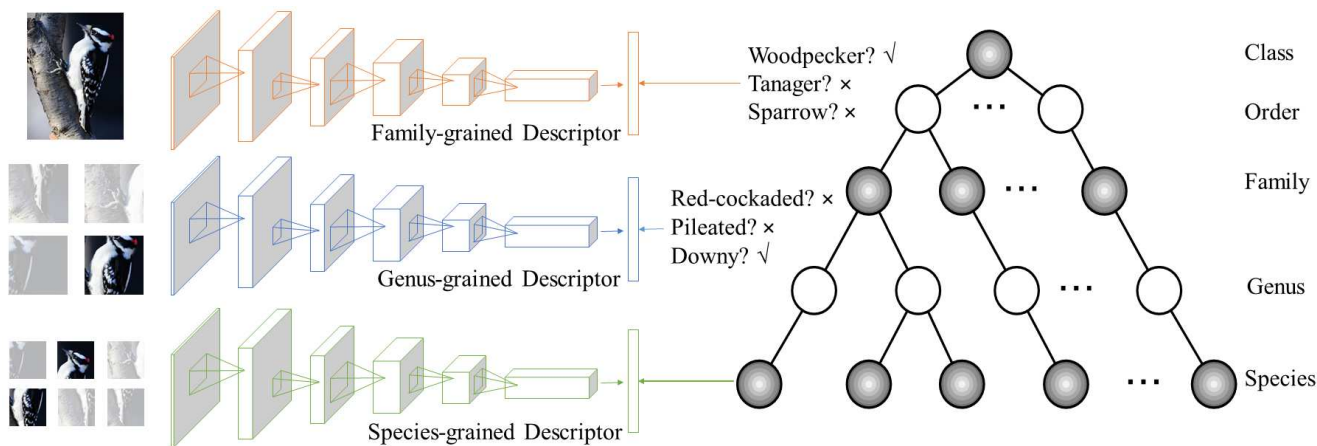 Woodpecker? √
Tanager? ×
Sparrow? ×
Family-grained Descriptor
Red-cockaded? ×
Pileated? ×
Downy? √
Genus-grained Descriptor
Species-grained Descriptor
...
...
...
...
Class
Order
Family
Genus
Species